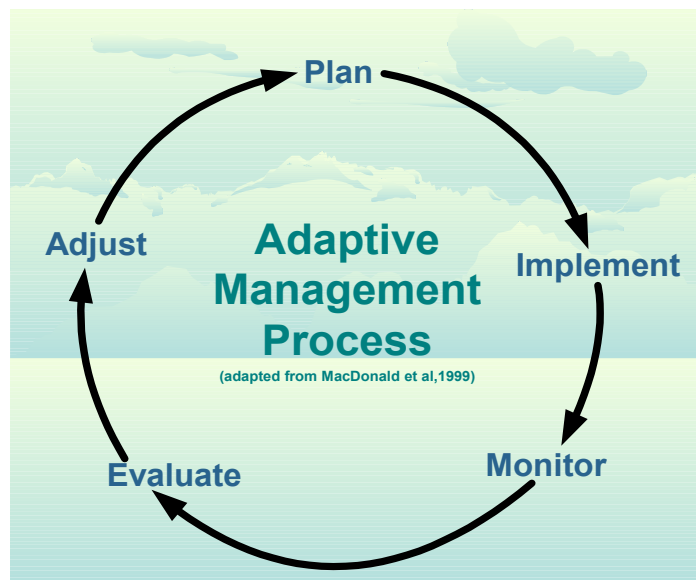 Plan
Adjust
Implement
Adaptive
Management
Process
(adapted from MacDonald et al,1999)
Monitor
Evaluate